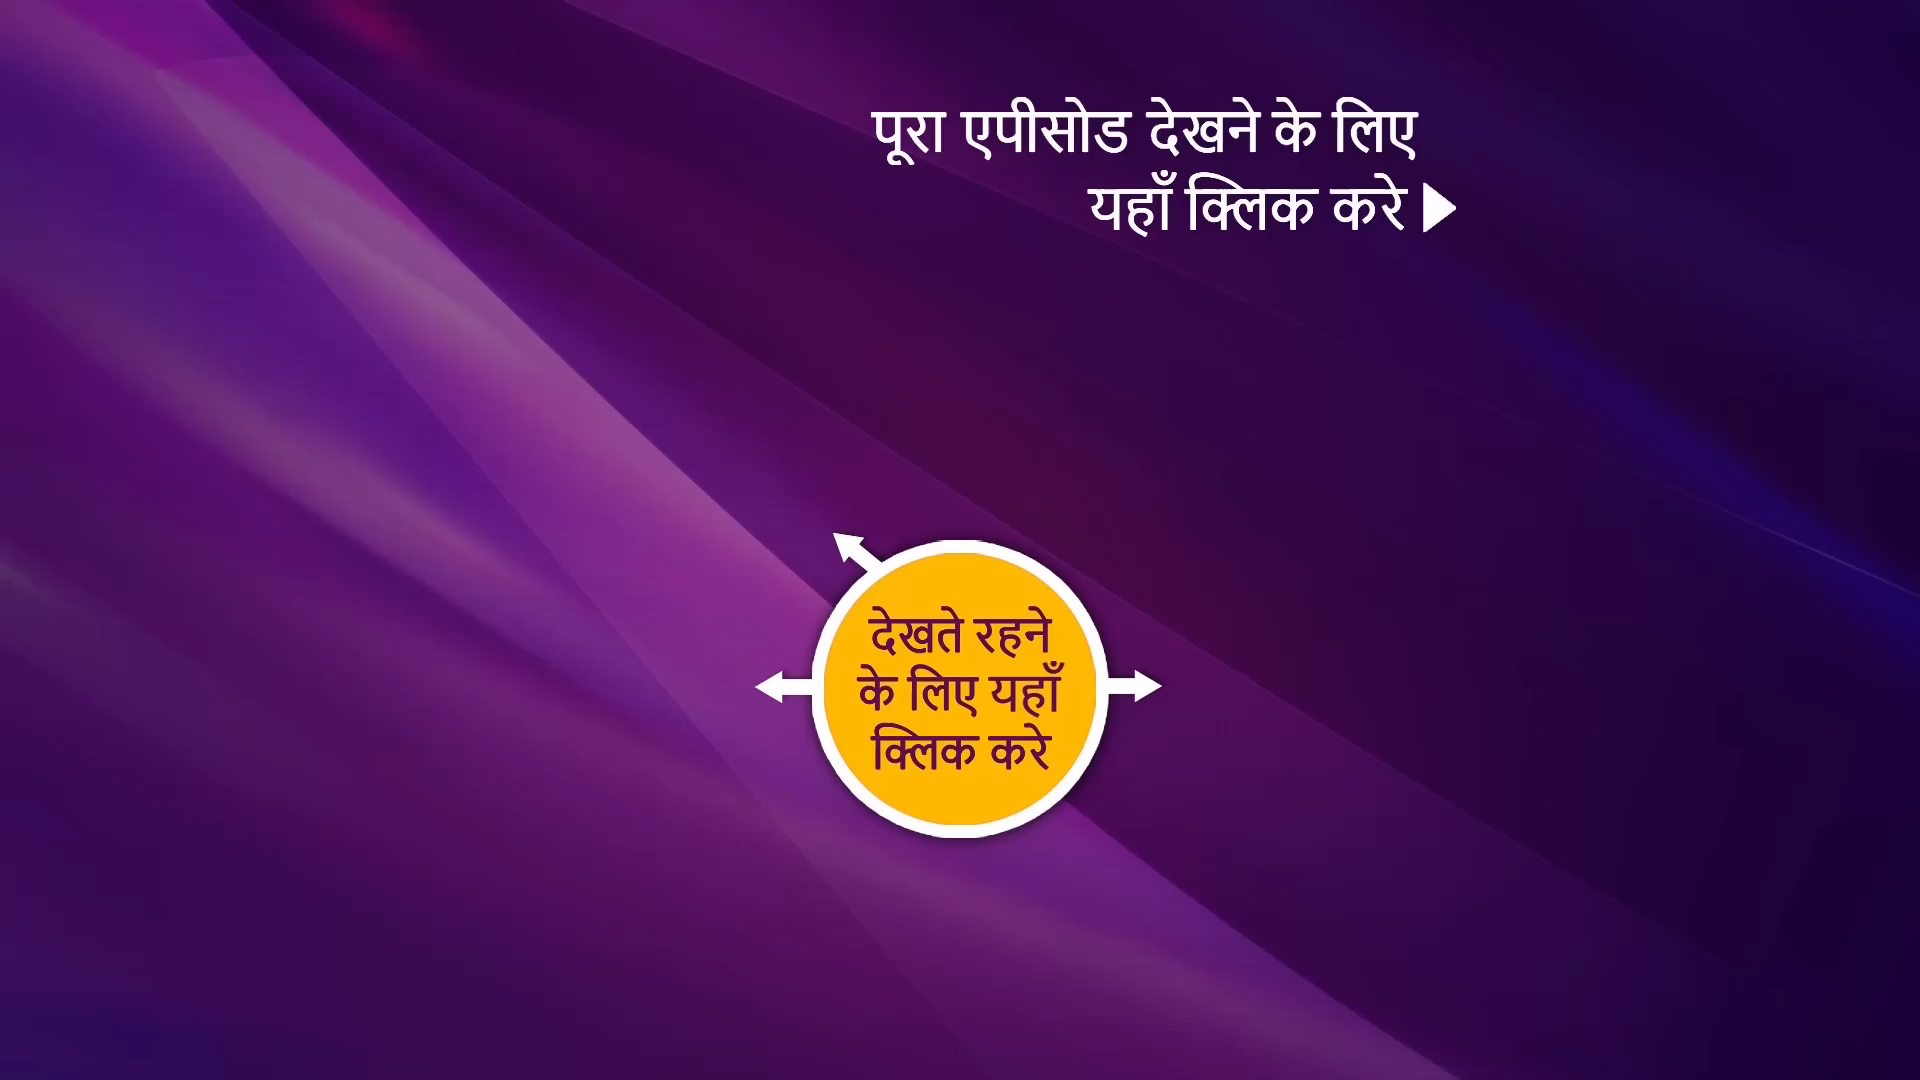 पूरा एपीसोड देखने के लिए
यहाँ क्लिक करे
देखते रहने
के लिए यहाँ
क्लिक करे